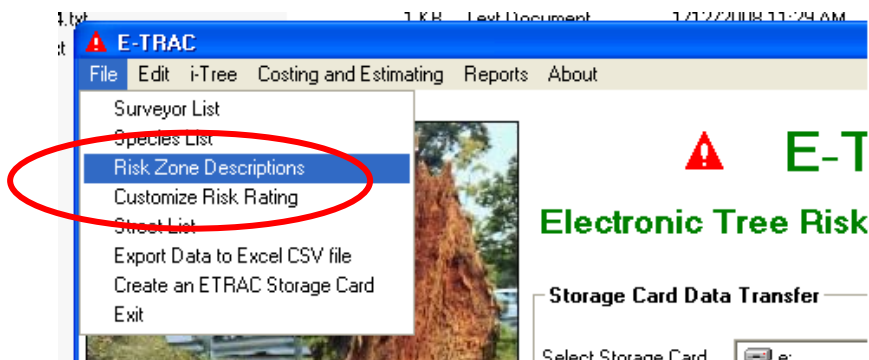 4.txt 1 KB Text Document 1/12/2008 11:29 AM
E-TRAC
File Edit i-Tree Costing and Estimating Reports About
Surveyor List
Species List
Risk Zone Descriptions
Customize Risk Rating
Street List
Export Data to Excel CSV file
Create an ETRAC Storage Card
Exit
E-T
Electronic Tree Risk
Storage Card Data Transfer
Select Storage Card e: